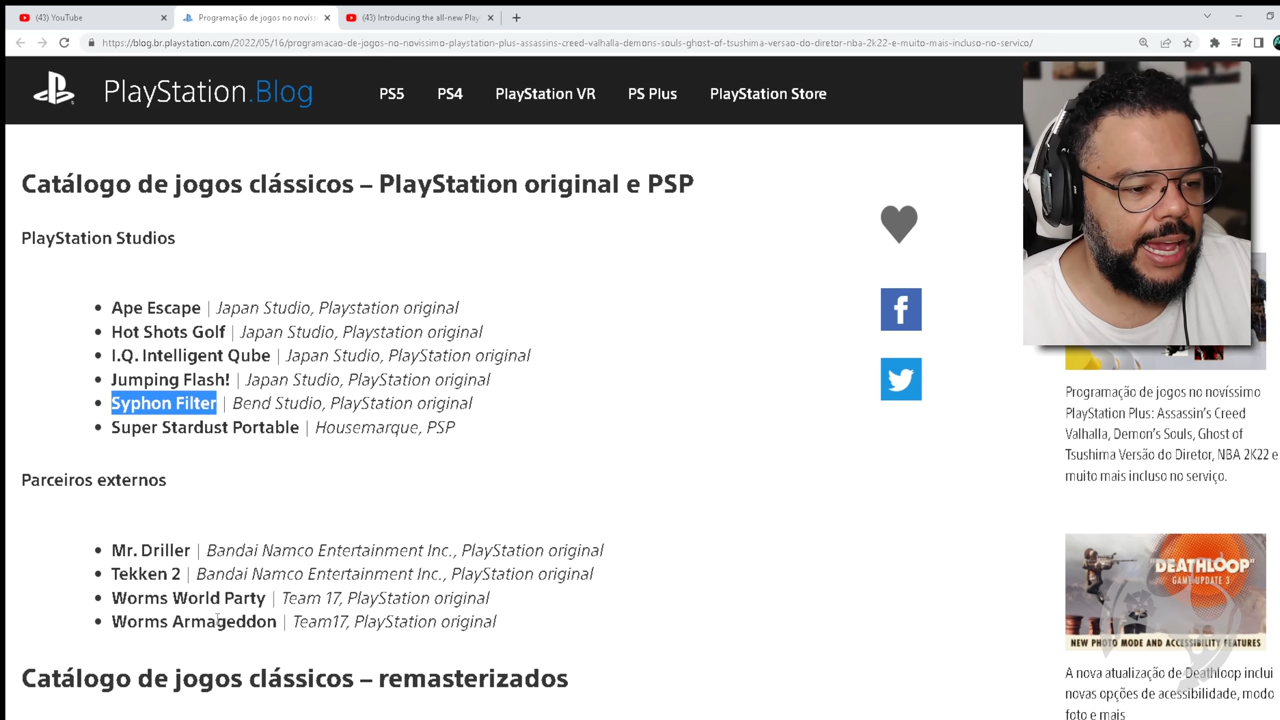 (43) YouTube
Programação de jogos no novíss
(43) Introducing the all-new Play
https://blog.br.playstation.com/2022/05/16/programacao-de-jogos-no-novissimo-playstation-plus-assassins-creed-valhalla-demons-souls-ghost-of-tsushima-versao-do-diretor-nba-2k22-e-muito-mais-incluso-no-servico/
PlayStation.Blog
PS5
PS4
PlayStation VR
PS Plus
PlayStation Store
Catálogo de jogos clássicos – PlayStation original e PSP
PlayStation Studios
• Ape Escape | Japan Studio, Playstation original
• Hot Shots Golf | Japan Studio, Playstation original
• I.Q. Intelligent Qube | Japan Studio, PlayStation original
• Jumping Flash! | Japan Studio, PlayStation original
• Syphon Filter | Bend Studio, PlayStation original
• Super Stardust Portable | Housemarque, PSP
Parceiros externos
• Mr. Driller | Bandai Namco Entertainment Inc., PlayStation original
• Tekken 2 | Bandai Namco Entertainment Inc., PlayStation original
• Worms World Party | Team 17, PlayStation original
• Worms Armageddon | Team17, PlayStation original
Catálogo de jogos clássicos – remasterizados
Programação de jogos no novíssimo
PlayStation Plus: Assassin's Creed
Valhalla, Demon's Souls, Ghost of
Tsushima Versão do Diretor, NBA 2K22 e
muito mais incluso no serviço.
"DEATHLOOP"
GAME UPDATE 3
NEW PHOTO MODE AND ACCESSIBILITY FEATURES
A nova atualização de Deathloop inclui
novas opções de acessibilidade, modo
foto e mais